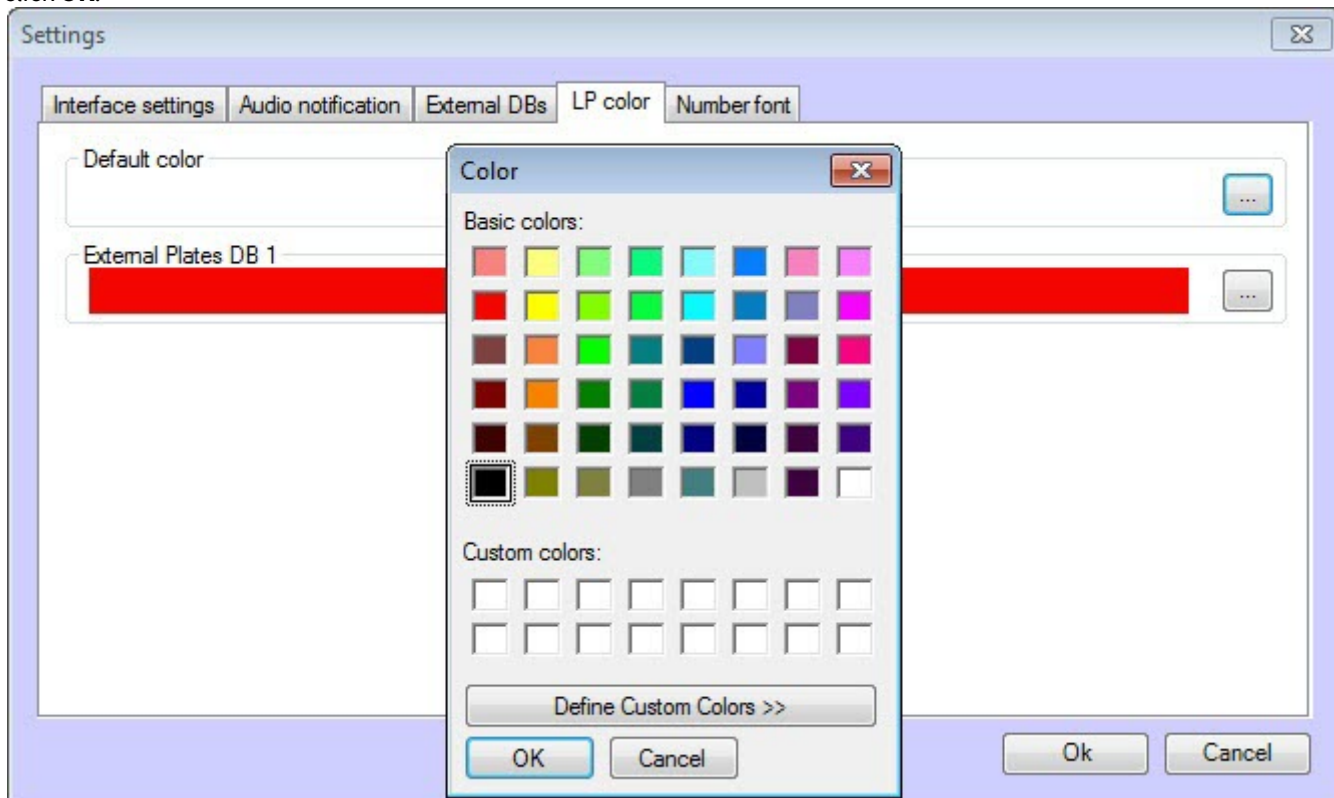 Settings
Interface settings Audio notification External DBs LP color Number font
Default color
...
External Plates DB 1
...
Color
Basic colors:
Custom colors:
Define Custom Colors >>
OK Cancel
Ok Cancel